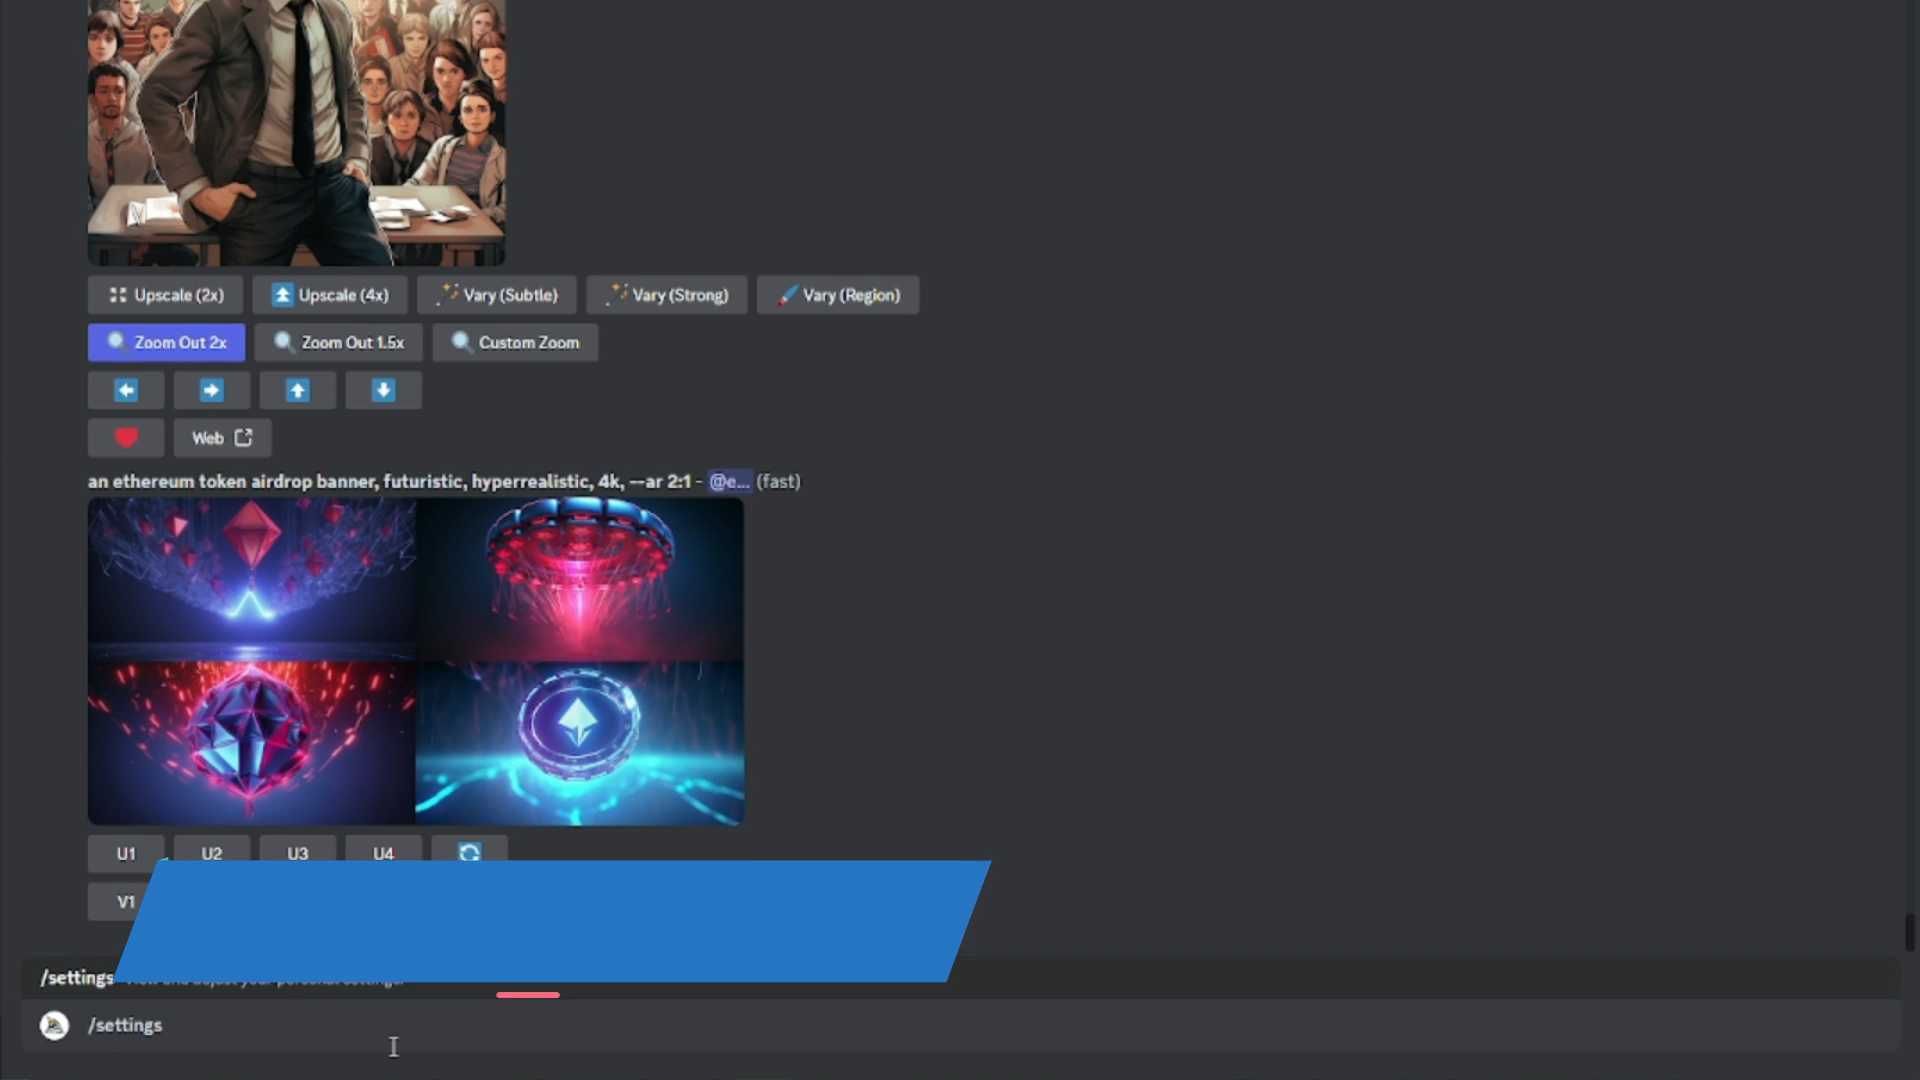 Upscale (2x) Upscale (4x) Vary (Subtle) Vary (Strong) Vary (Region)
Zoom Out 2x Zoom Out 1.5x Custom Zoom
Web
an ethereum token airdrop banner, futuristic, hyperrealistic, 4k, --ar 2:1 - @e... (fast)
U1 U2 U3 U4
V1
/settings
/settings